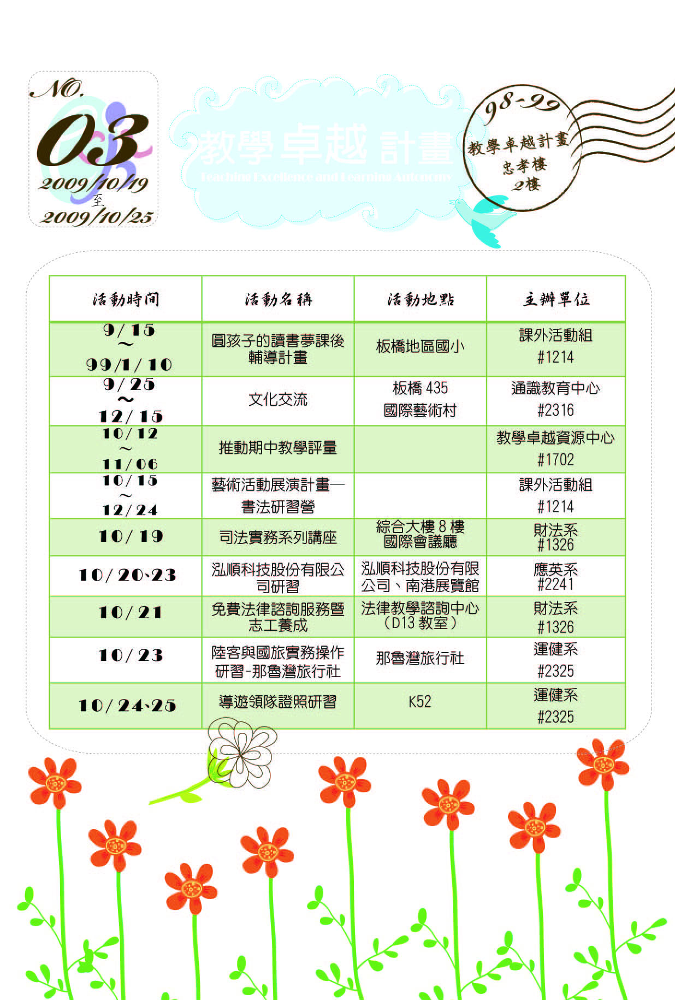 NO.
03
2009/10/19
至
2009/10/25
教學卓越計畫
Teaching Excellence and Learning Autonomy
98-99
教學卓越計畫
忠孝樓
2樓
活動時間 活動名稱 活動地點 主辦單位
9/15
~
99/1/10
圓孩子的讀書夢課後
輔導計畫
板橋地區國小
課外活動組
#1214
9/25
~
12/15
文化交流
板橋 435
國際藝術村
通識教育中心
#2316
10/12
~
11/06
推動期中教學評量
教學卓越資源中心
#1702
10/15
~
12/24
藝術活動展演計畫—
書法研習營
課外活動組
#1214
10/19
司法實務系列講座
綜合大樓 8 樓
國際會議廳
財法系
#1326
10/20、23
泓順科技股份有限公
司研習
泓順科技股份有限
公司、南港展覽館
應英系
#2241
10/21
免費法律諮詢服務暨
志工養成
法律教學諮詢中心
（D13 教室）
財法系
#1326
10/23
陸客與國旅實務操作
研習-那魯灣旅行社
那魯灣旅行社
運健系
#2325
10/24、25
導遊領隊證照研習
K52
運健系
#2325